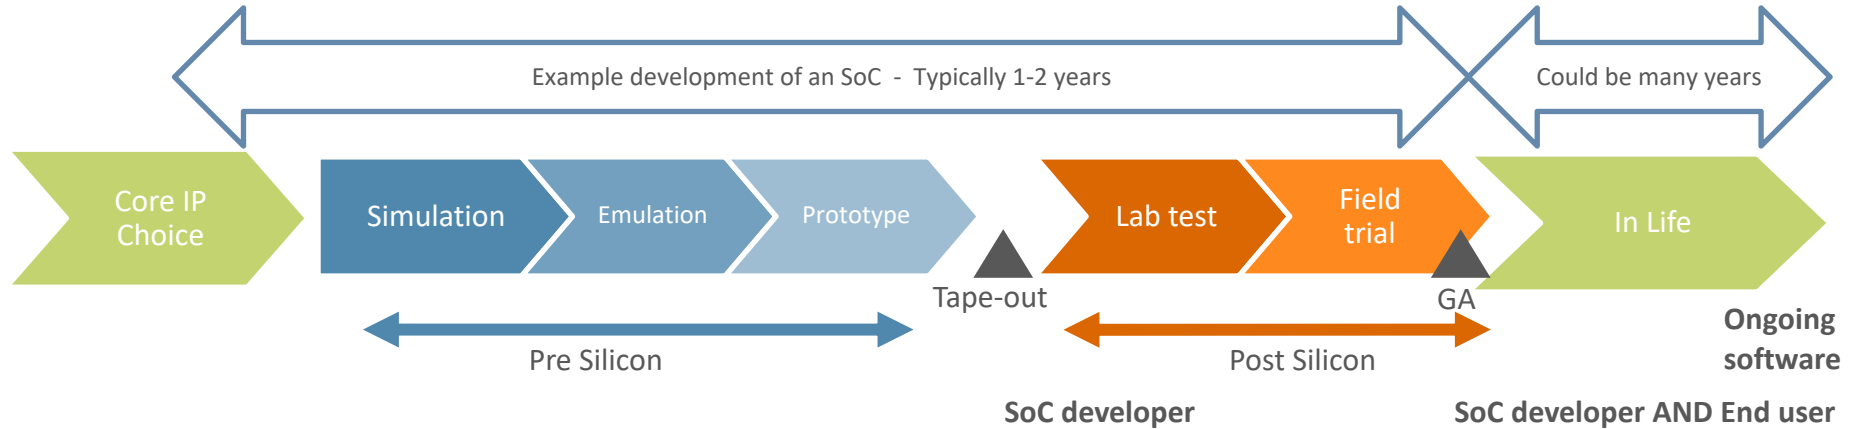 Example development of an SoC - Typically 1-2 years
Could be many years
Core IP
Choice
Simulation
Emulation
Prototype
Lab test
Field
trial
In Life
Tape-out
GA
Pre Silicon
Post Silicon
Ongoing
software
SoC developer
SoC developer AND End user